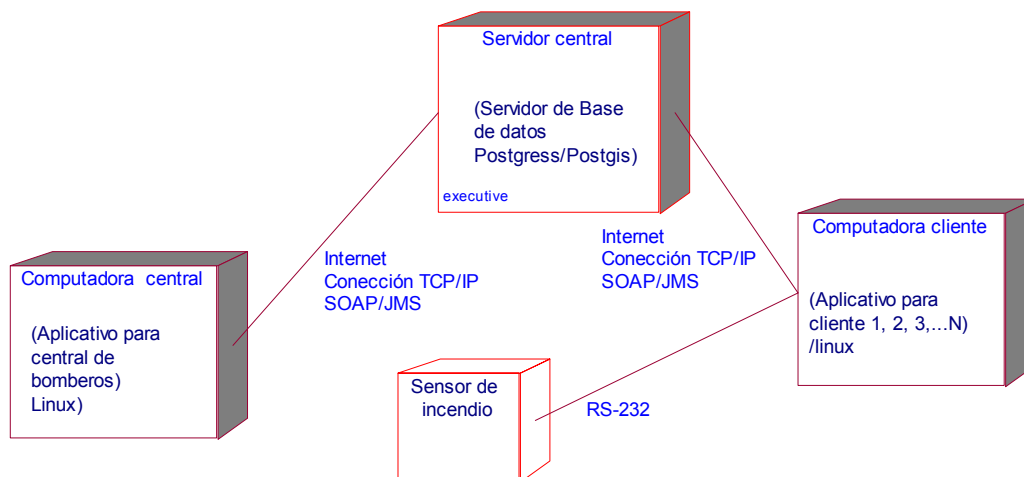 Servidor central
(Servidor de Base
de datos
Postgress/Postgis)
executive
Internet
Conección TCP/IP
SOAP/JMS
Internet
Conección TCP/IP
SOAP/JMS
Computadora cliente
(Aplicativo para
cliente 1, 2, 3,...N)
/linux
Computadora central
(Aplicativo para
central de
bomberos)
Linux)
Sensor de
incendio
RS-232